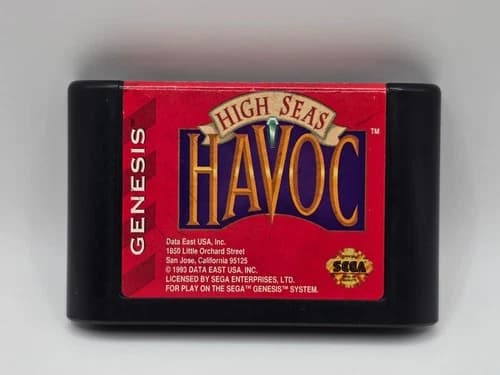 GENESIS
HIGH SEAS
HAVOC
TM
Data East USA, Inc.
1850 Little Orchard Street
San Jose, California 95125
© 1993 DATA EAST USA, INC.
LICENSED BY SEGA ENTERPRISES, LTD.
FOR PLAY ON THE SEGA™ GENESIS™ SYSTEM.
SEGA